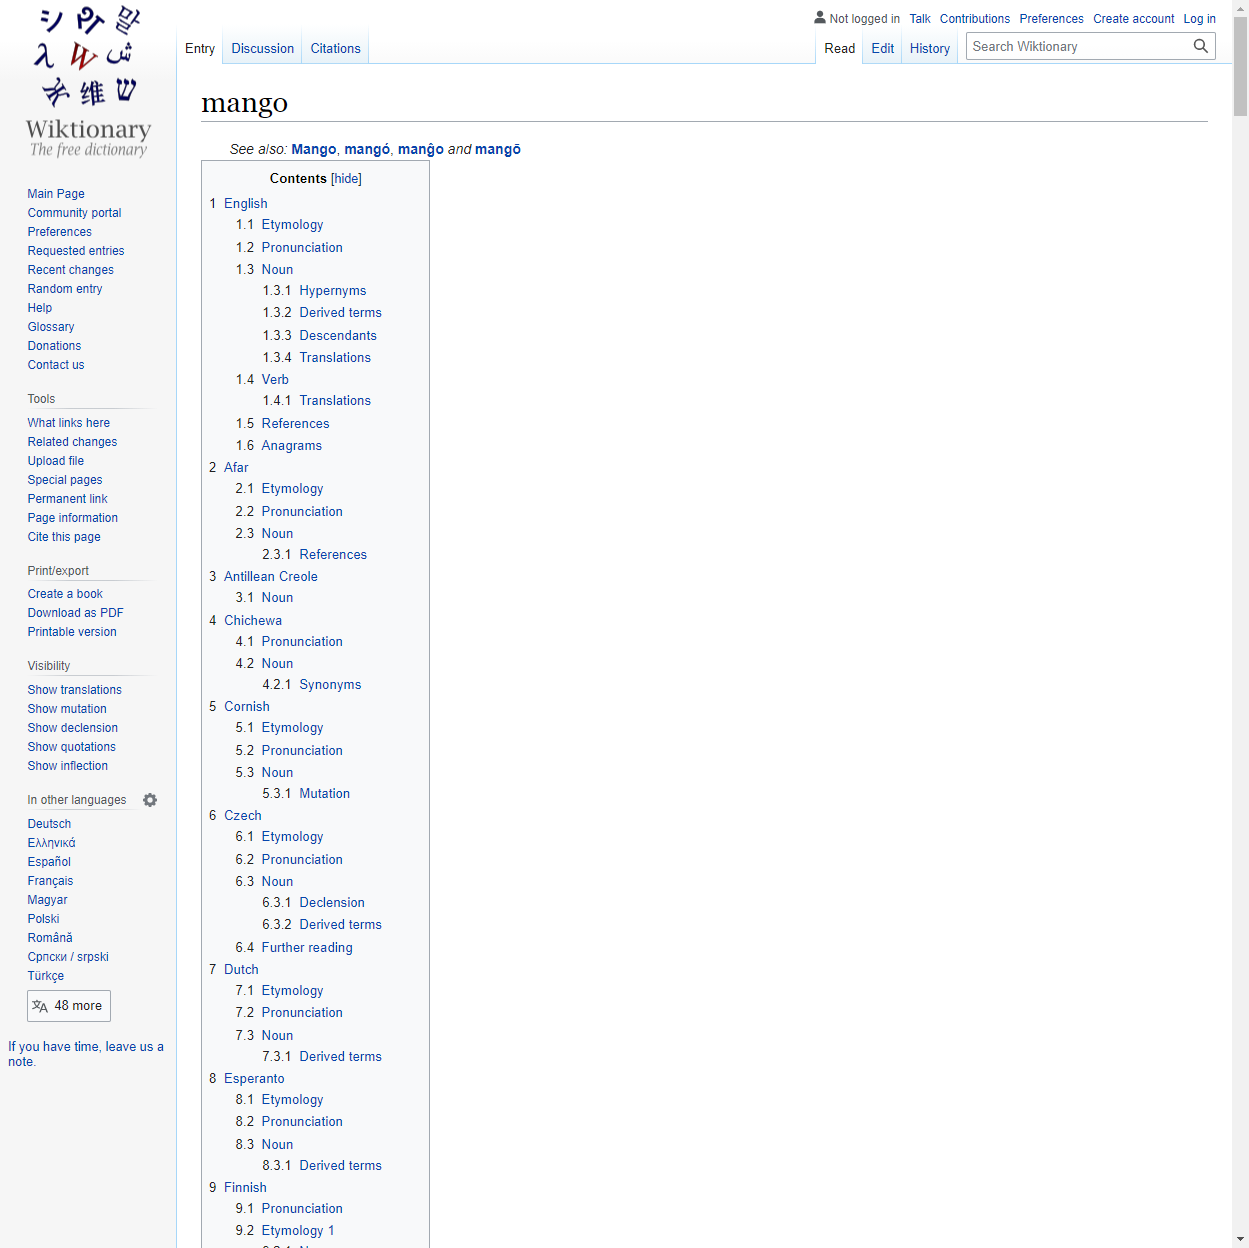 シ
ק
말
λ
W
ش
क
维
ש
Wiktionary
The free dictionary
Not logged in Talk Contributions Preferences Create account Log in
Entry Discussion Citations
Read Edit History Search Wiktionary
mango
See also: Mango, mangó, manĝo and mangō
Contents [hide]
1 English
1.1 Etymology
1.2 Pronunciation
1.3 Noun
1.3.1 Hypernyms
1.3.2 Derived terms
1.3.3 Descendants
1.3.4 Translations
1.4 Verb
1.4.1 Translations
1.5 References
1.6 Anagrams
2 Afar
2.1 Etymology
2.2 Pronunciation
2.3 Noun
2.3.1 References
3 Antillean Creole
3.1 Noun
4 Chichewa
4.1 Pronunciation
4.2 Noun
4.2.1 Synonyms
5 Cornish
5.1 Etymology
5.2 Pronunciation
5.3 Noun
5.3.1 Mutation
6 Czech
6.1 Etymology
6.2 Pronunciation
6.3 Noun
6.3.1 Declension
6.3.2 Derived terms
6.4 Further reading
7 Dutch
7.1 Etymology
7.2 Pronunciation
7.3 Noun
7.3.1 Derived terms
8 Esperanto
8.1 Etymology
8.2 Pronunciation
8.3 Noun
8.3.1 Derived terms
9 Finnish
9.1 Pronunciation
9.2 Etymology 1
Main Page
Community portal
Preferences
Requested entries
Recent changes
Random entry
Help
Glossary
Donations
Contact us
Tools
What links here
Related changes
Upload file
Special pages
Permanent link
Page information
Cite this page
Print/export
Create a book
Download as PDF
Printable version
Visibility
Show translations
Show mutation
Show declension
Show quotations
Show inflection
In other languages
Deutsch
Ελληνικά
Español
Français
Magyar
Polski
Română
Српски / srpski
Türkçe
48 more
If you have time, leave us a
note.